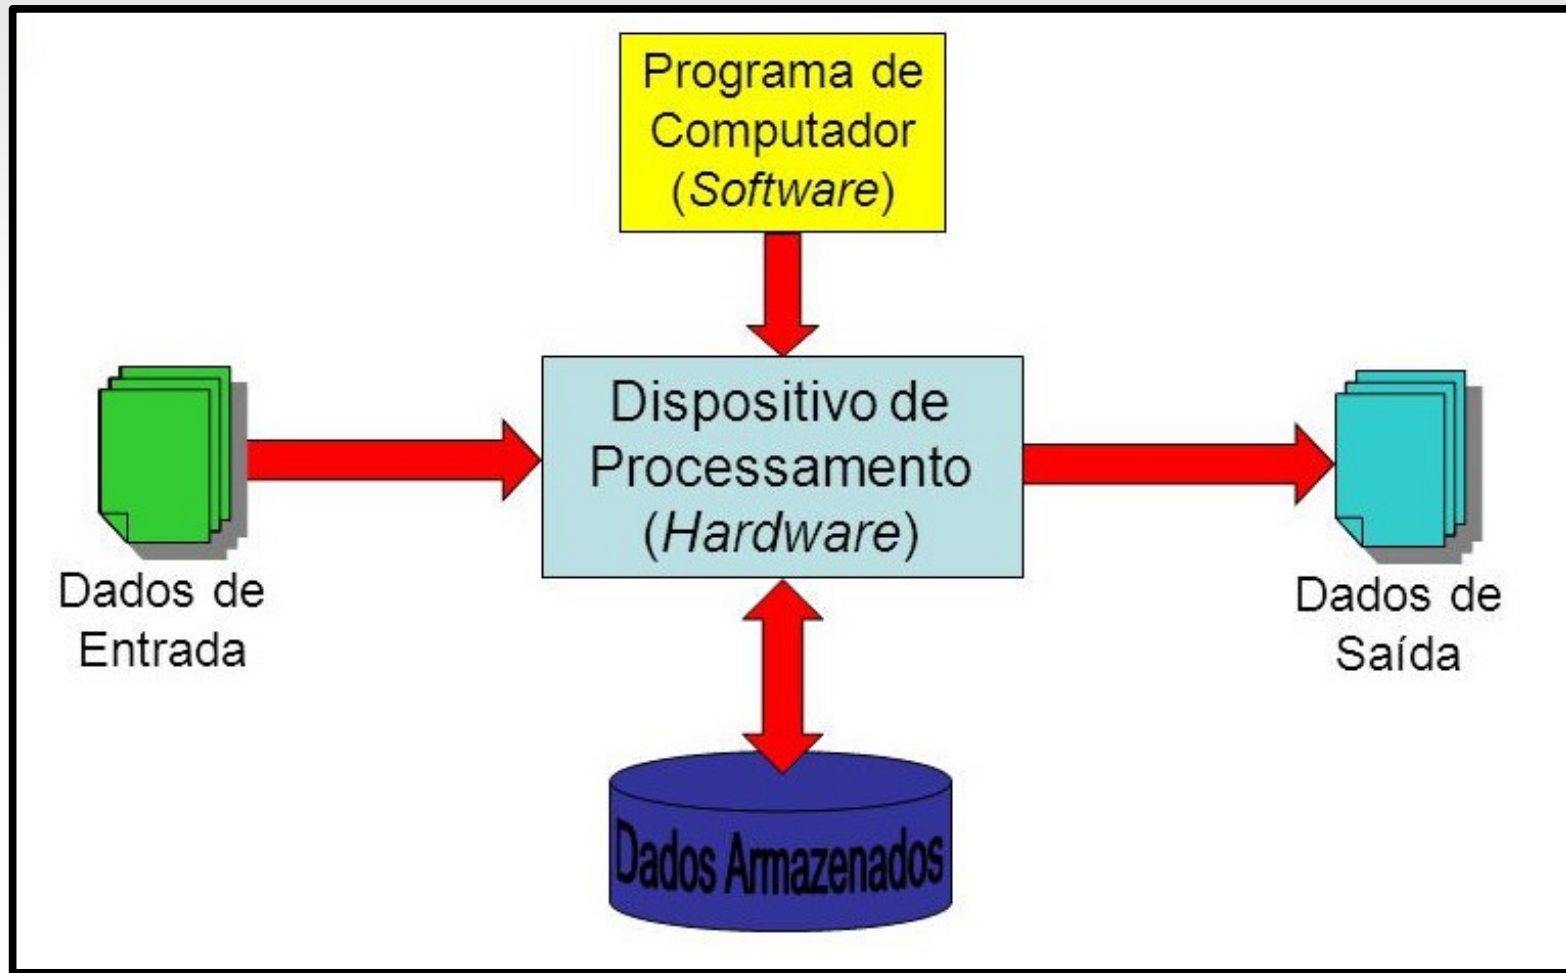 Programa de
Computador
(Software)
Dispositivo de
Processamento
(Hardware)
Dados de
Entrada
Dados de
Saída
Dados Armazenados